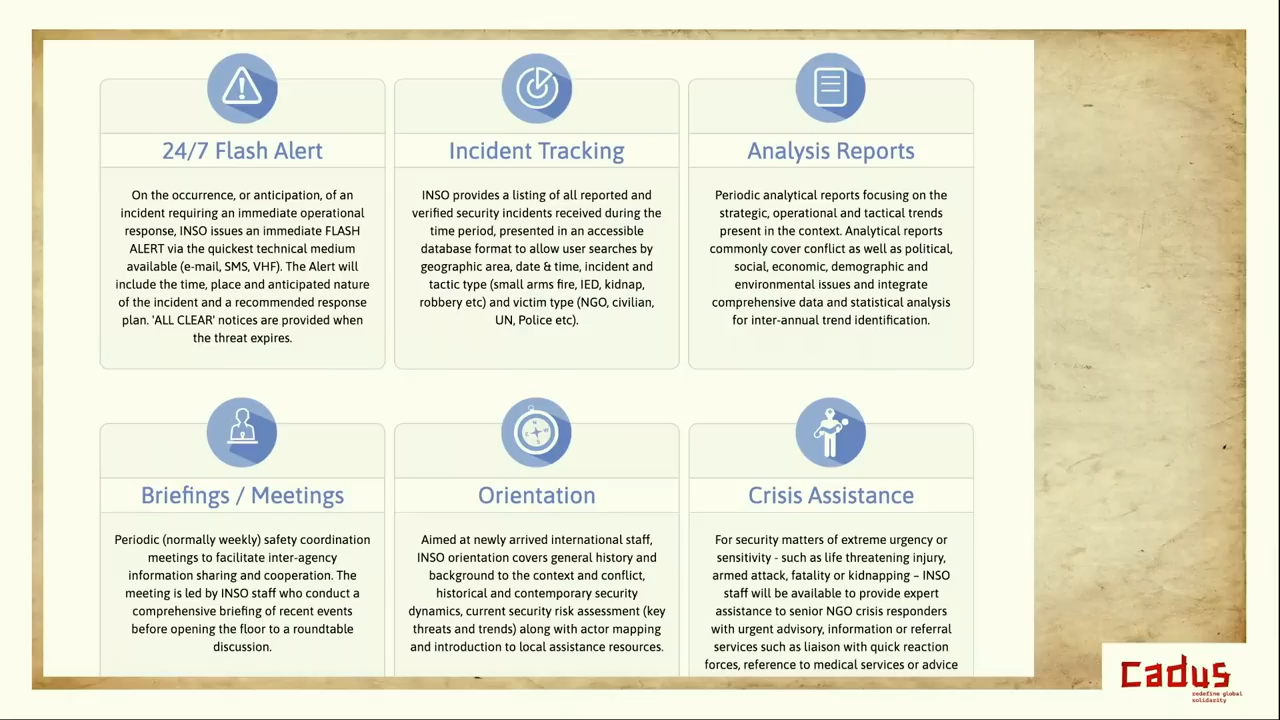 24/7 Flash Alert
On the occurrence, or anticipation, of an
incident requiring an immediate operational
response, INSO issues an immediate FLASH
ALERT via the quickest technical medium
available (e-mail, SMS, VHF). The Alert will
include the time, place and anticipated nature
of the incident and a recommended response
plan. 'ALL CLEAR' notices are provided when
the threat expires.
Incident Tracking
INSO provides a listing of all reported and
verified security incidents received during the
time period, presented in an accessible
database format to allow user searches by
geographic area, date & time, incident and
tactic type (small arms fire, IED, kidnap,
robbery etc) and victim type (NGO, civilian,
UN, Police etc).
Analysis Reports
Periodic analytical reports focusing on the
strategic, operational and tactical trends
present in the context. Analytical reports
commonly cover conflict as well as political,
social, economic, demographic and
environmental issues and integrate
comprehensive data and statistical analysis
for inter-annual trend identification.
Briefings / Meetings
Periodic (normally weekly) safety coordination
meetings to facilitate inter-agency
information sharing and cooperation. The
meeting is led by INSO staff who conduct a
comprehensive briefing of recent events
before opening the floor to a roundtable
discussion.
Orientation
Aimed at newly arrived international staff,
INSO orientation covers general history and
background to the context and conflict,
historical and contemporary security
dynamics, current security risk assessment (key
threats and trends) along with actor mapping
and introduction to local assistance resources.
Crisis Assistance
For security matters of extreme urgency or
sensitivity - such as life threatening injury,
armed attack, fatality or kidnapping – INSO
staff will be available to provide expert
assistance to senior NGO crisis responders
with urgent advisory, information or referral
services such as liaison with quick reaction
forces, reference to medical services or advice
cadus
redefine global
solidarity